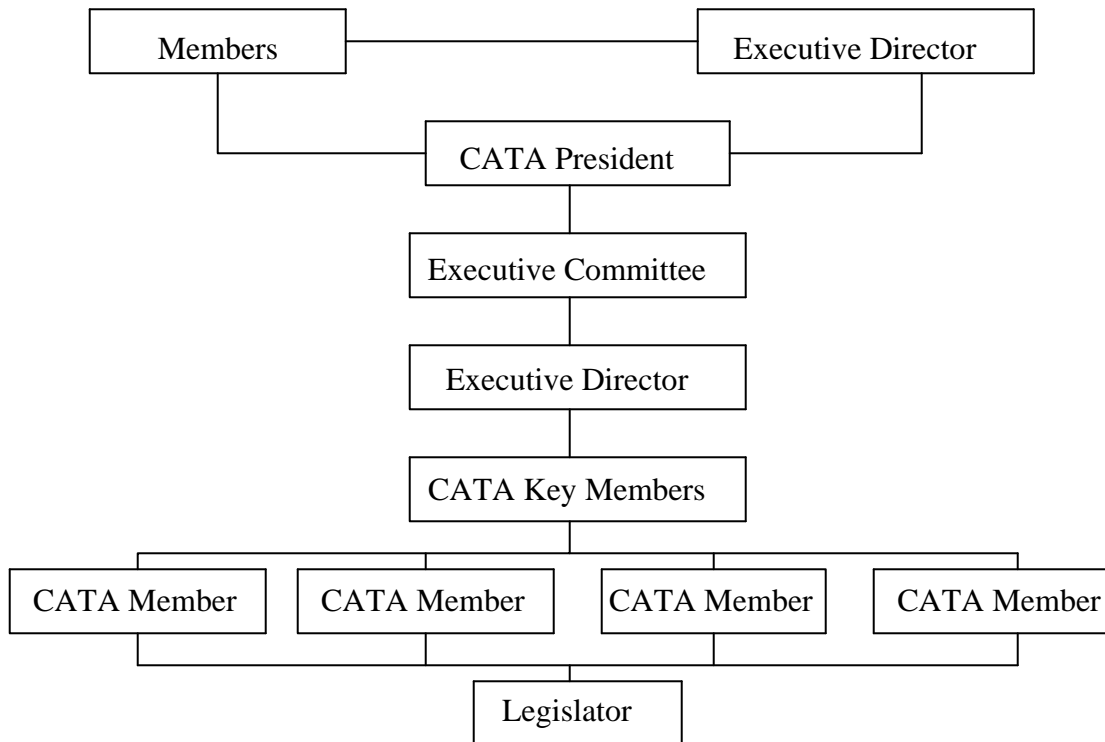 Members
Executive Director
CATA President
Executive Committee
Executive Director
CATA Key Members
CATA Member
CATA Member
CATA Member
CATA Member
Legislator